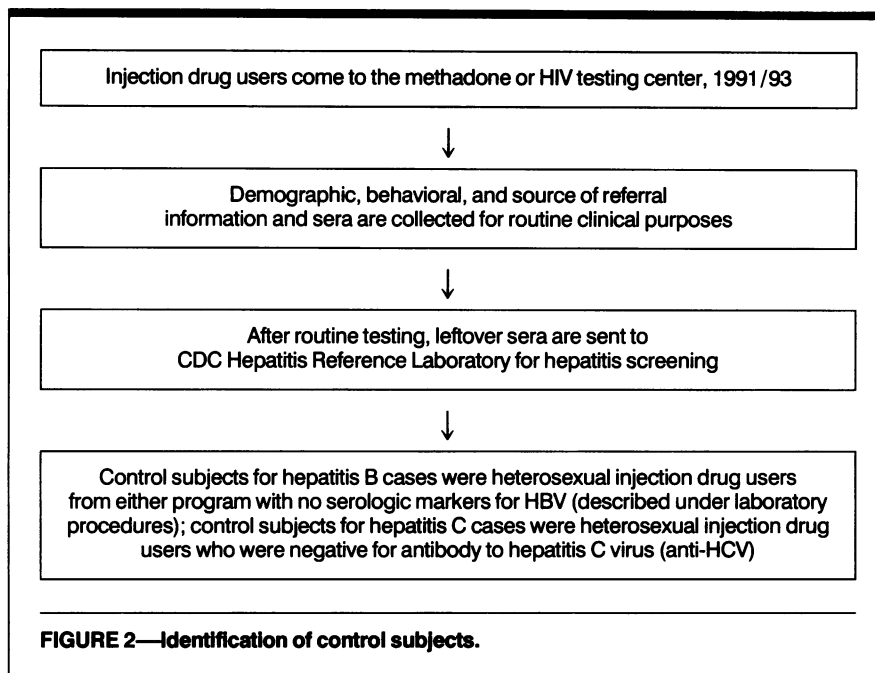 Injection drug users come to the methadone or HIV testing center, 1991/93
↓
Demographic, behavioral, and source of referral
information and sera are collected for routine clinical purposes
↓
After routine testing, leftover sera are sent to
CDC Hepatitis Reference Laboratory for hepatitis screening
↓
Control subjects for hepatitis B cases were heterosexual injection drug users
from either program with no serologic markers for HBV (described under laboratory
procedures); control subjects for hepatitis C cases were heterosexual injection drug
users who were negative for antibody to hepatitis C virus (anti-HCV)
FIGURE 2—Identification of control subjects.